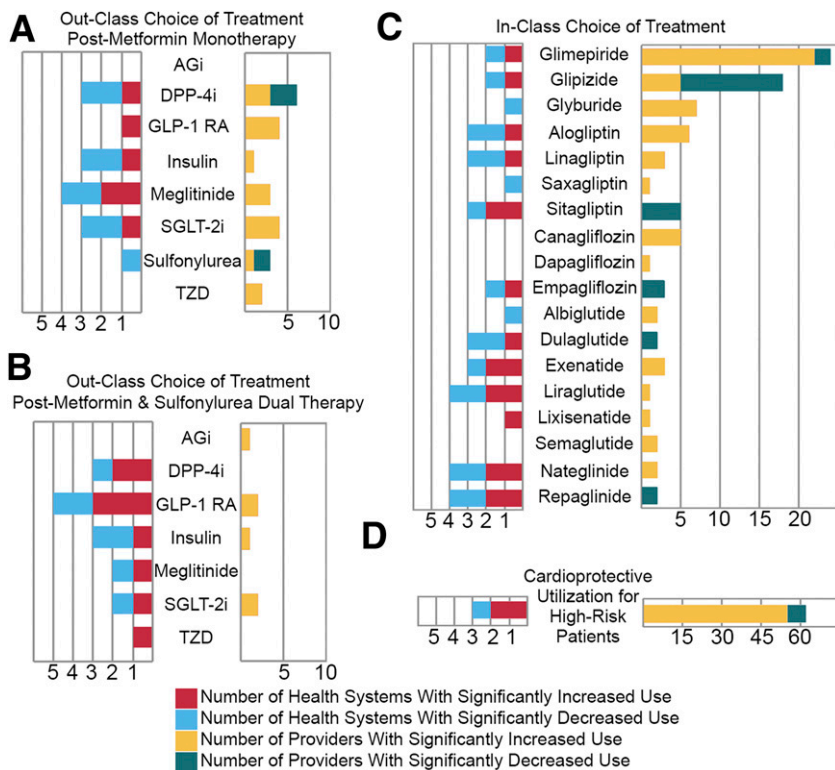 A
Out-Class Choice of Treatment
Post-Metformin Monotherapy
AGi
DPP-4i
GLP-1 RA
Insulin
Meglitinide
SGLT-2i
Sulfonylurea
TZD
5 4 3 2 1
5 10
B
Out-Class Choice of Treatment
Post-Metformin & Sulfonylurea Dual Therapy
AGi
DPP-4i
GLP-1 RA
Insulin
Meglitinide
SGLT-2i
TZD
5 4 3 2 1
5 10
C
In-Class Choice of Treatment
Glimepiride
Glipizide
Glyburide
Alogliptin
Linagliptin
Saxagliptin
Sitagliptin
Canagliflozin
Dapagliflozin
Empagliflozin
Albiglutide
Dulaglutide
Exenatide
Liraglutide
Lixisenatide
Semaglutide
Nateglinide
Repaglinide
5 4 3 2 1
5 10 15 20
D
Cardioprotective
Utilization for
High-Risk
Patients
5 4 3 2 1
15 30 45 60
Number of Health Systems With Significantly Increased Use
Number of Health Systems With Significantly Decreased Use
Number of Providers With Significantly Increased Use
Number of Providers With Significantly Decreased Use